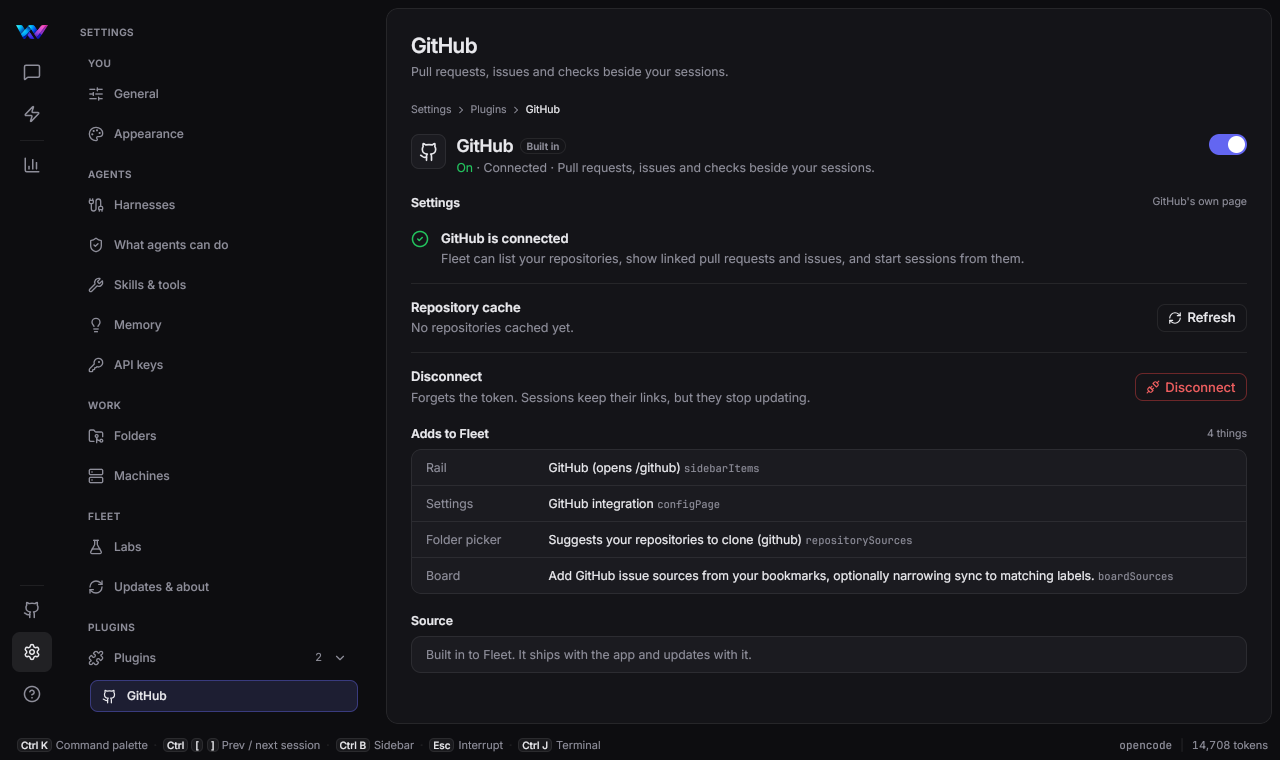 SETTINGS
YOU
General
Appearance
AGENTS
Harnesses
What agents can do
Skills & tools
Memory
API keys
WORK
Folders
Machines
FLEET
Labs
Updates & about
PLUGINS
Plugins 2
GitHub
GitHub
Pull requests, issues and checks beside your sessions.
Settings > Plugins > GitHub
GitHub Built in
On · Connected · Pull requests, issues and checks beside your sessions.
Settings GitHub's own page
GitHub is connected
Fleet can list your repositories, show linked pull requests and issues, and start sessions from them.
Repository cache
No repositories cached yet.
Refresh
Disconnect
Forgets the token. Sessions keep their links, but they stop updating.
Disconnect
Adds to Fleet 4 things
Rail GitHub (opens /github) sidebarItems
Settings GitHub integration configPage
Folder picker Suggests your repositories to clone (github) repositorySources
Board Add GitHub issue sources from your bookmarks, optionally narrowing sync to matching labels. boardSources
Source
Built in to Fleet. It ships with the app and updates with it.
Ctrl K Command palette · Ctrl [ ] Prev / next session · Ctrl B Sidebar · Esc Interrupt · Ctrl J Terminal opencode 14,708 tokens